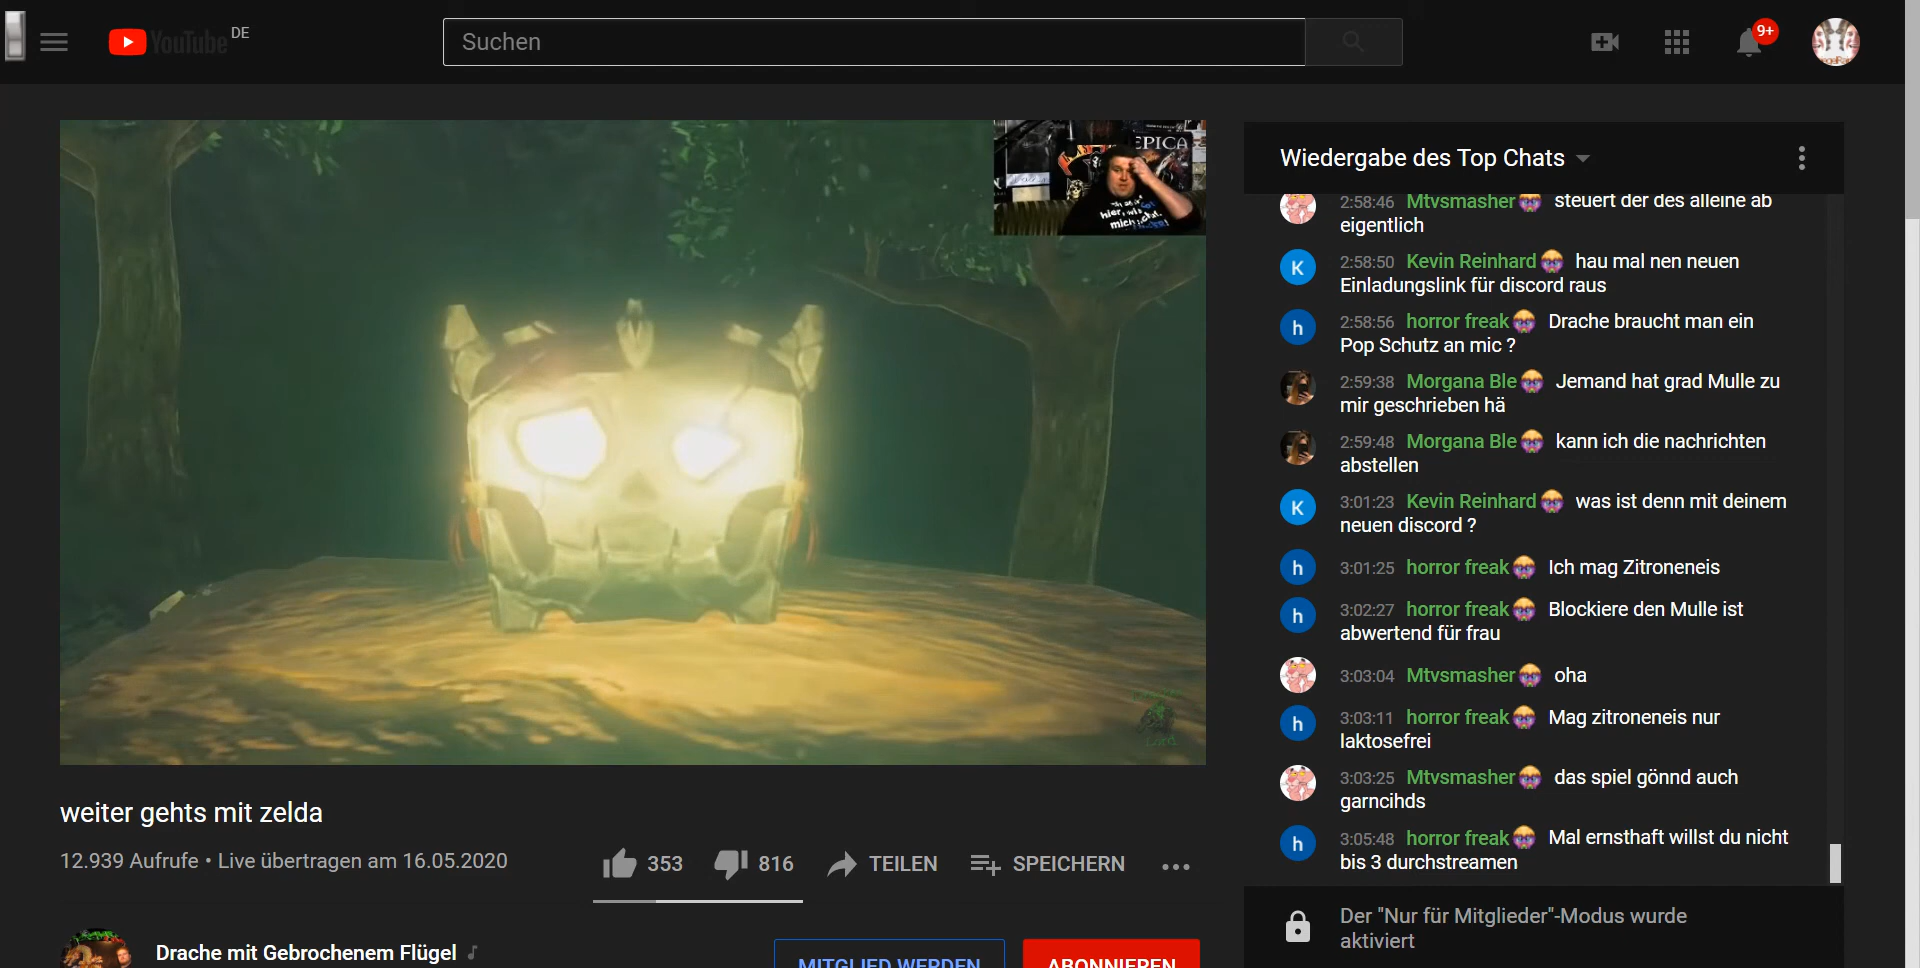 YouTube DE
Suchen
9+
EPICA
hier,
mich
weiter gehts mit zelda
12.939 Aufrufe • Live übertragen am 16.05.2020
353
816
TEILEN
SPEICHERN
Drache mit Gebrochenem Flügel
MITGLIED WERDEN
ABONNIEREN
Wiedergabe des Top Chats
2:58:46 Mtvsmasher steuert der des alleine ab
eigentlich
K
2:58:50 Kevin Reinhard hau mal nen neuen
Einladungslink für discord raus
h
2:58:56 horror freak Drache braucht man ein
Pop Schutz an mic ?
2:59:38 Morgana Ble Jemand hat grad Mulle zu
mir geschrieben hä
2:59:48 Morgana Ble kann ich die nachrichten
abstellen
K
3:01:23 Kevin Reinhard was ist denn mit deinem
neuen discord ?
h
3:01:25 horror freak Ich mag Zitroneneis
h
3:02:27 horror freak Blockiere den Mulle ist
abwertend für frau
3:03:04 Mtvsmasher oha
h
3:03:11 horror freak Mag zitroneneis nur
laktosefrei
3:03:25 Mtvsmasher das spiel gönnd auch
garncihds
h
3:05:48 horror freak Mal ernsthaft willst du nicht
bis 3 durchstreamen
Der "Nur für Mitglieder"-Modus wurde
aktiviert